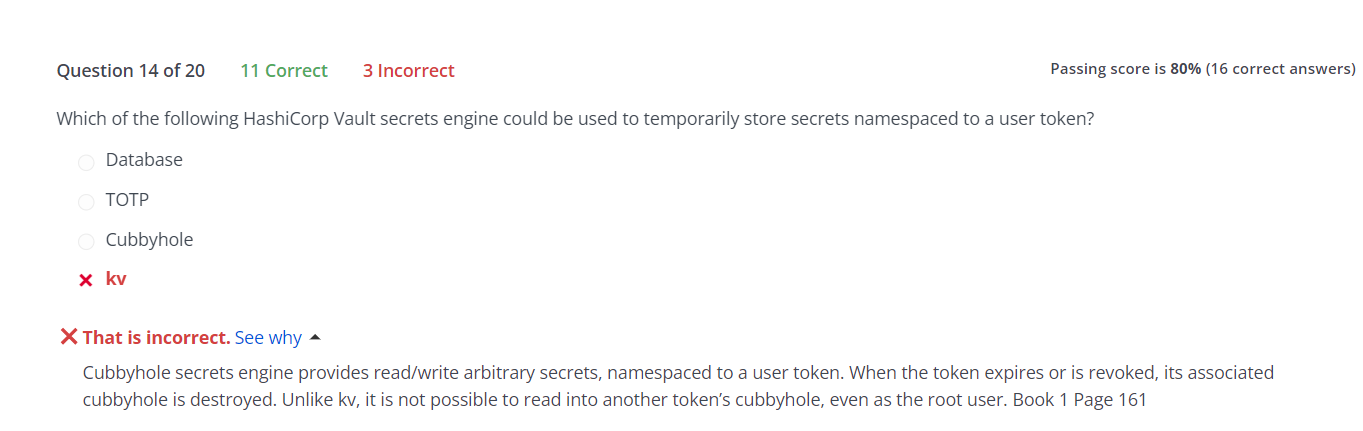 Question 14 of 20 11 Correct 3 Incorrect Passing score is 80% (16 correct answers)
Which of the following HashiCorp Vault secrets engine could be used to temporarily store secrets namespaced to a user token?
Database
TOTP
Cubbyhole
kv
That is incorrect. See why
Cubbyhole secrets engine provides read/write arbitrary secrets, namespaced to a user token. When the token expires or is revoked, its associated
cubbyhole is destroyed. Unlike kv, it is not possible to read into another token’s cubbyhole, even as the root user. Book 1 Page 161